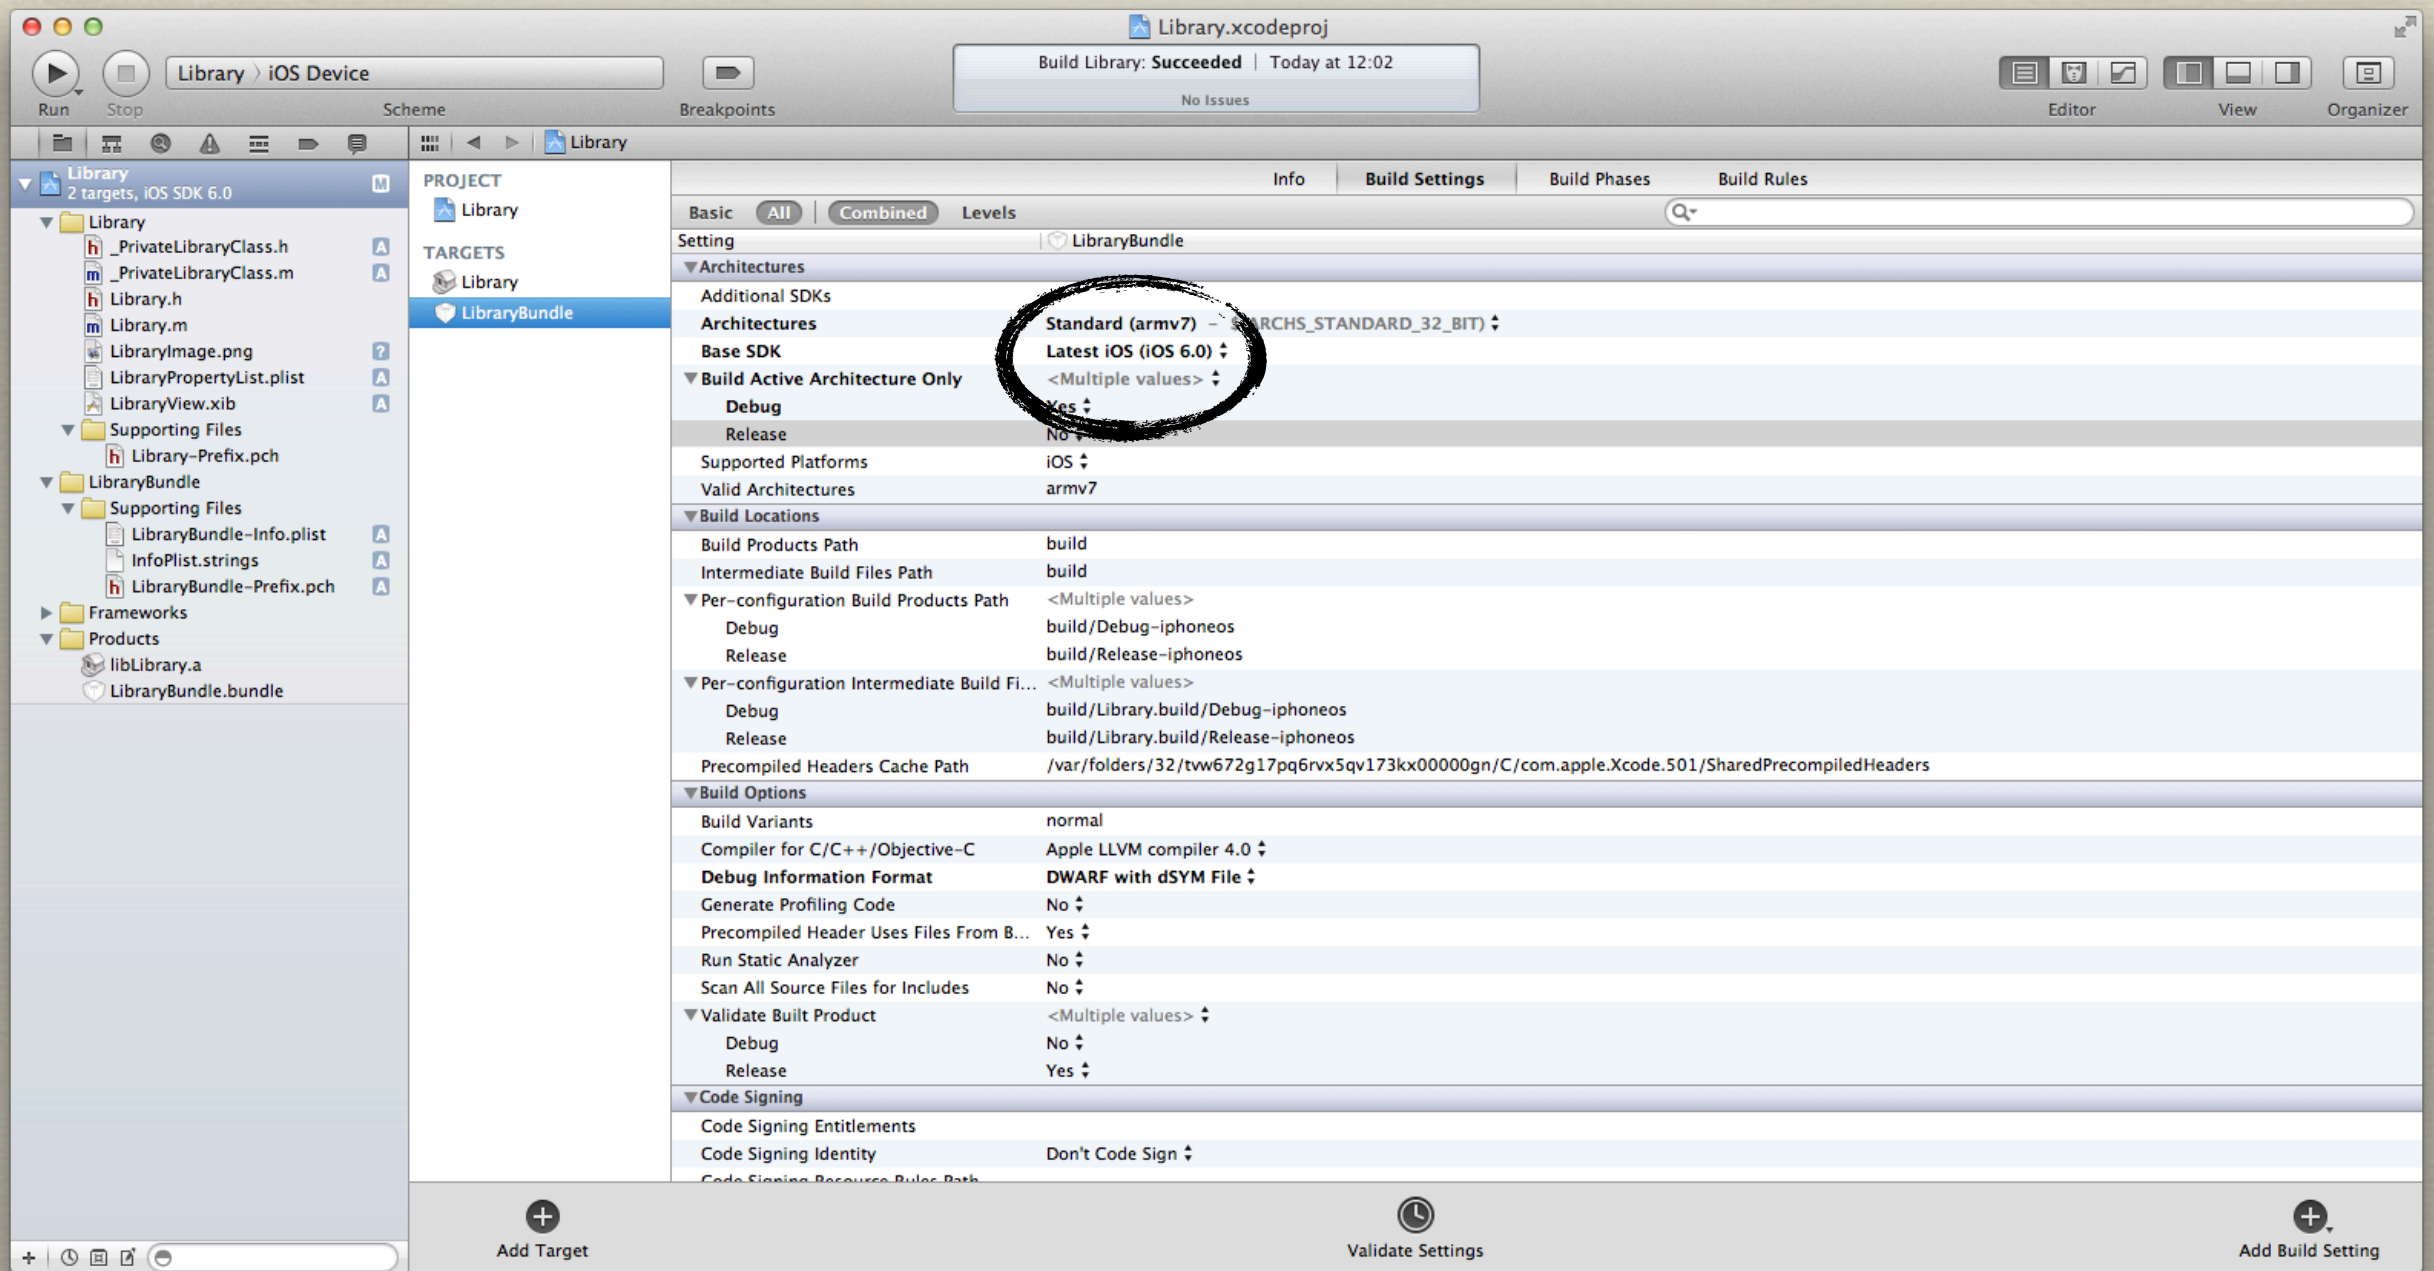 Library.xcodeproj
Library iOS Device
Build Library: Succeeded | Today at 12:02
No Issues
Run Stop Scheme Breakpoints Editor View Organizer
Library
Library
2 targets, iOS SDK 6.0
M
Library
_PrivateLibraryClass.h A
_PrivateLibraryClass.m A
Library.h
Library.m
LibraryImage.png ?
LibraryPropertyList.plist A
LibraryView.xib A
Supporting Files
Library-Prefix.pch
LibraryBundle
Supporting Files
LibraryBundle-Info.plist A
InfoPlist.strings A
LibraryBundle-Prefix.pch A
Frameworks
Products
libLibrary.a
LibraryBundle.bundle
PROJECT
Library
TARGETS
Library
LibraryBundle
Info Build Settings Build Phases Build Rules
Basic All Combined Levels
Setting LibraryBundle
Architectures
Additional SDKs
Architectures Standard (armv7) - ARCHS_STANDARD_32_BIT)
Base SDK Latest iOS (iOS 6.0)
Build Active Architecture Only <Multiple values>
Debug Yes
Release No
Supported Platforms iOS
Valid Architectures armv7
Build Locations
Build Products Path build
Intermediate Build Files Path build
Per-configuration Build Products Path <Multiple values>
Debug build/Debug-iphoneos
Release build/Release-iphoneos
Per-configuration Intermediate Build Fi... <Multiple values>
Debug build/Library.build/Debug-iphoneos
Release build/Library.build/Release-iphoneos
Precompiled Headers Cache Path /var/folders/32/tvw672g17pq6rvx5qv173kx00000gn/C/com.apple.Xcode.501/SharedPrecompiledHeaders
Build Options
Build Variants normal
Compiler for C/C++/Objective-C Apple LLVM compiler 4.0
Debug Information Format DWARF with dSYM File
Generate Profiling Code No
Precompiled Header Uses Files From B... Yes
Run Static Analyzer No
Scan All Source Files for Includes No
Validate Built Product <Multiple values>
Debug No
Release Yes
Code Signing
Code Signing Entitlements
Code Signing Identity Don't Code Sign
Code Signing Resource Rules Path
Add Target Validate Settings Add Build Setting